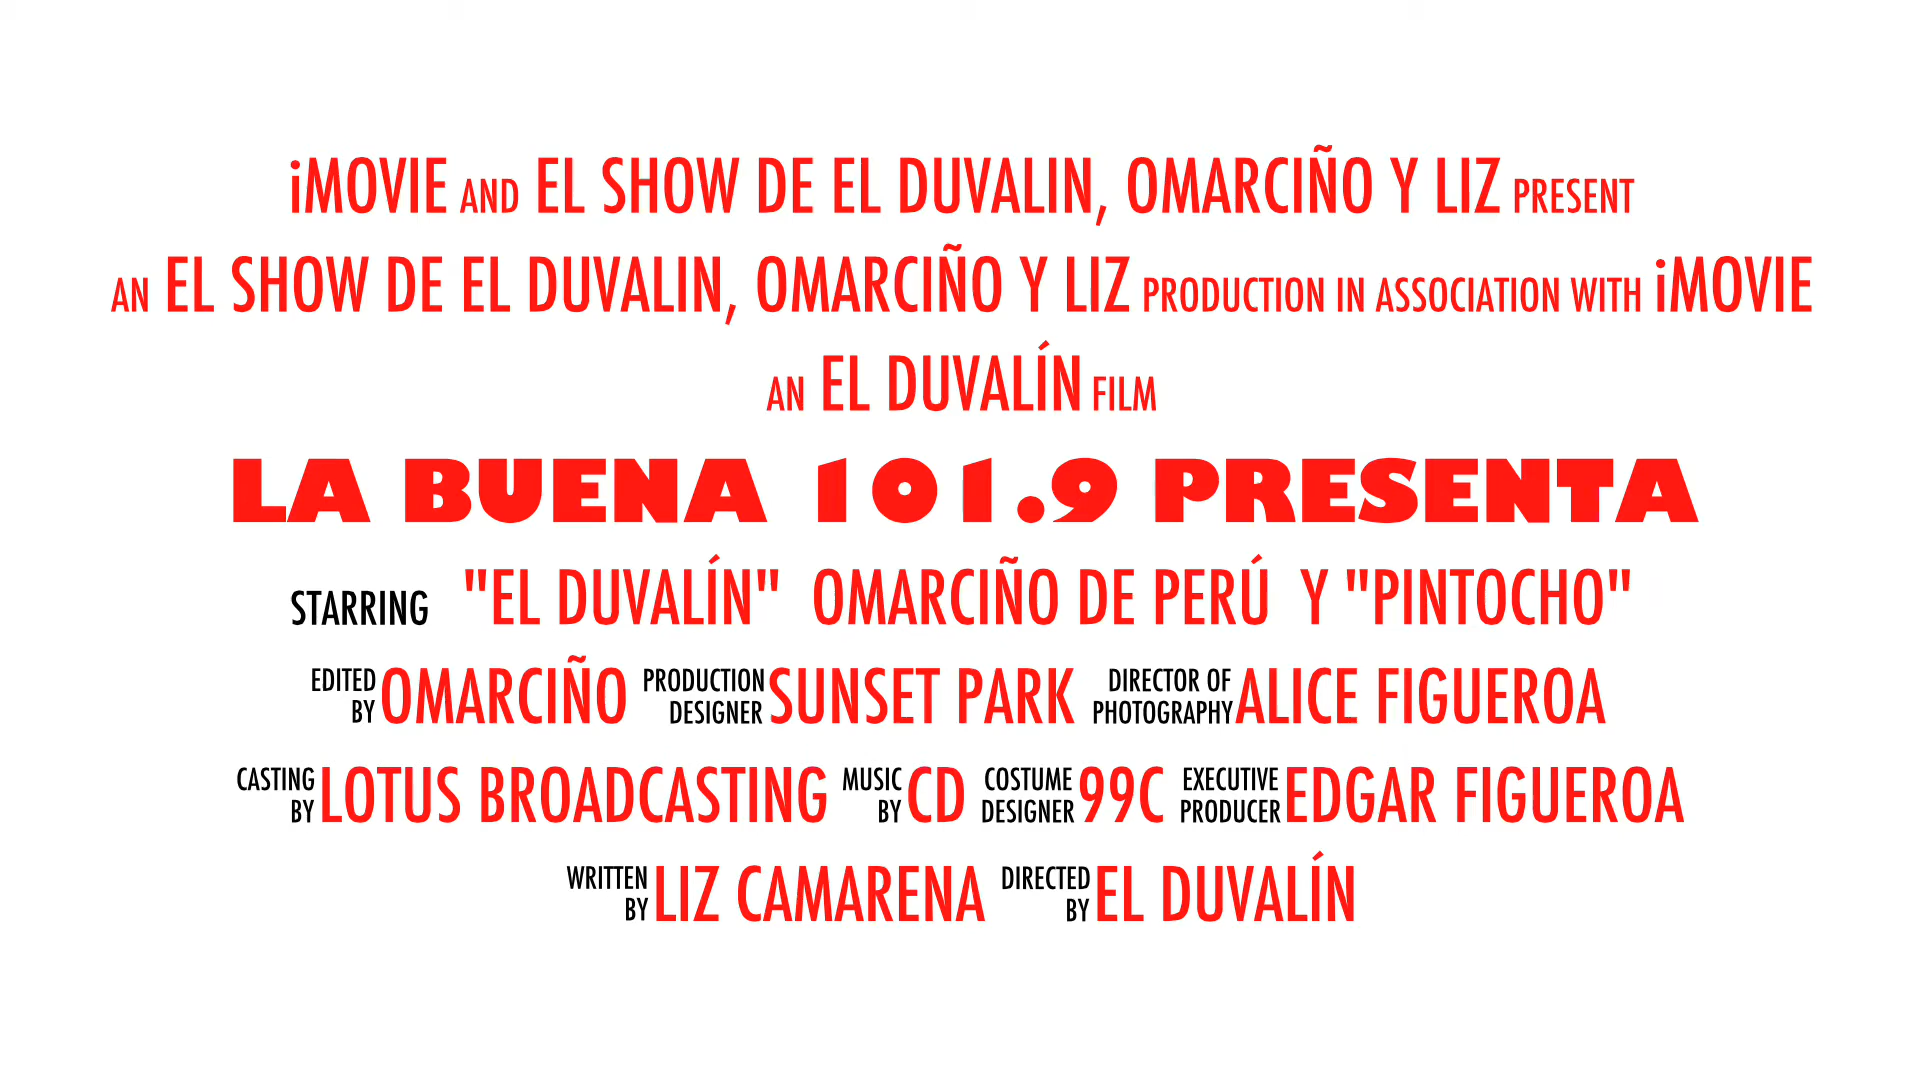 iMOVIE AND EL SHOW DE EL DUVALIN, OMARCIÑO Y LIZ PRESENT
AN EL SHOW DE EL DUVALIN, OMARCIÑO Y LIZ PRODUCTION IN ASSOCIATION WITH iMOVIE
AN EL DUVALÍN FILM
LA BUENA 101.9 PRESENTA
STARRING "EL DUVALÍN" OMARCIÑO DE PERÚ Y "PINTOCHO"
EDITED BY OMARCIÑO PRODUCTION DESIGNER SUNSET PARK DIRECTOR OF PHOTOGRAPHY ALICE FIGUEROA
CASTING BY LOTUS BROADCASTING MUSIC BY CD COSTUME DESIGNER 99C EXECUTIVE PRODUCER EDGAR FIGUEROA
WRITTEN BY LIZ CAMARENA DIRECTED BY EL DUVALÍN